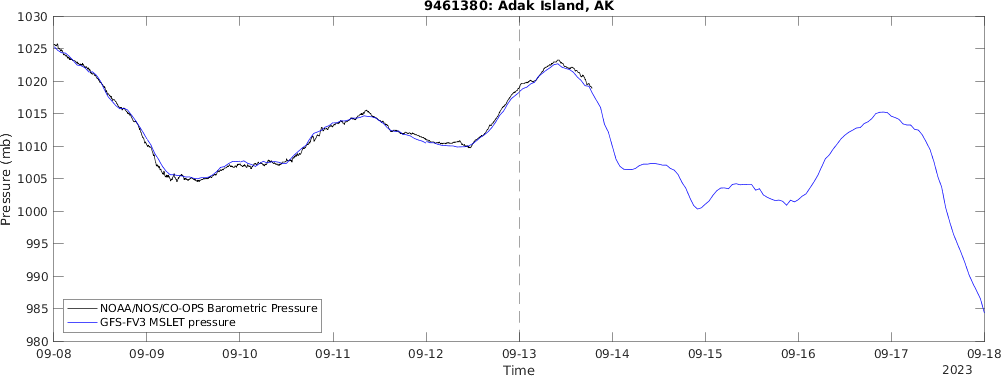 9461380: Adak Island, AK
1030
1025
1020
1015
1010
1005
1000
995
990
985
980
Pressure (mb)
NOAA/NOS/CO-OPS Barometric Pressure
GFS-FV3 MSLET pressure
09-08 09-09 09-10 09-11 09-12 09-13 09-14 09-15 09-16 09-17 09-18
Time
2023